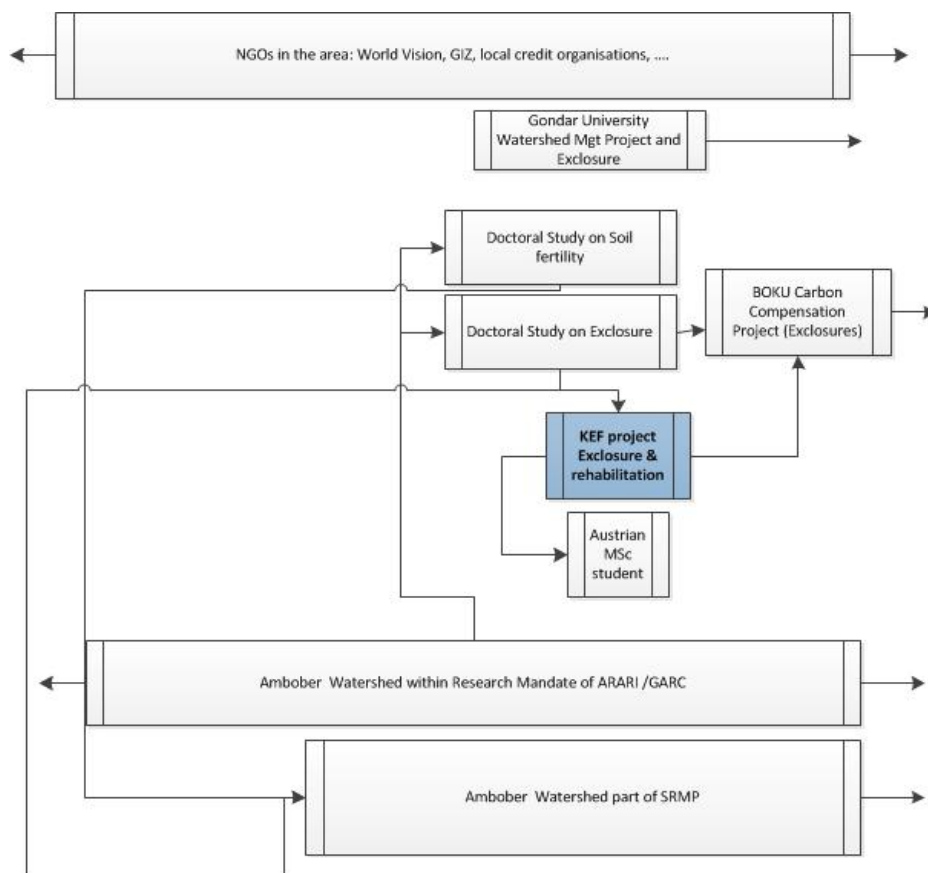 NGOs in the area: World Vision, GIZ, local credit organisations, ....
Gondar University
Watershed Mgt Project and
Exclosure
Doctoral Study on Soil
fertility
Doctoral Study on Exclosure
BOKU Carbon
Compensation
Project (Exclosures)
KEF project
Exclosure &
rehabilitation
Austrian
MSc
student
Ambober Watershed within Research Mandate of ARARI /GARC
Ambober Watershed part of SRMP